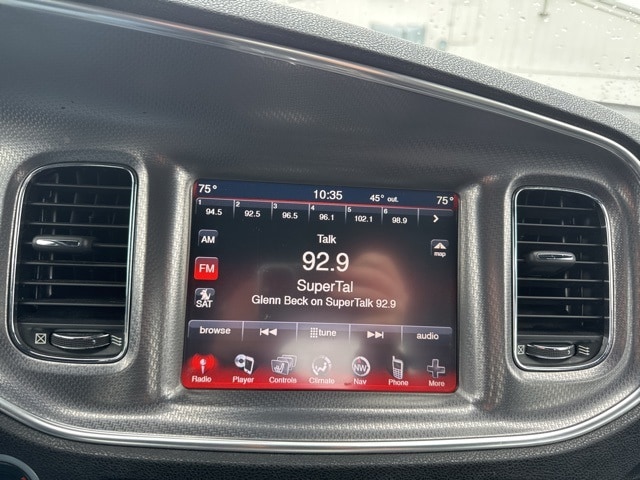 75° 10:35 45° out. 75°
1 2 3 4 5 6
94.5 92.5 96.5 96.1 102.1 98.9
AM Talk
map
92.9
FM
SuperTal
SAT Glenn Beck on SuperTalk 92.9
browse tune audio
NW
Radio Player Controls Climate Nav Phone More